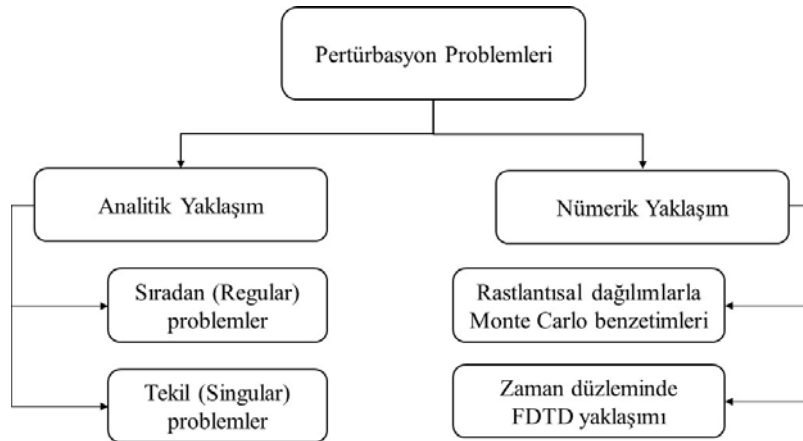 Pertürbasyon Problemleri
Analitik Yaklaşım
Nümerik Yaklaşım
Sıradan (Regular)
problemler
Rastlantısal dağılımlarla
Monte Carlo benzetimleri
Tekil (Singular)
problemler
Zaman düzleminde
FDTD yaklaşımı